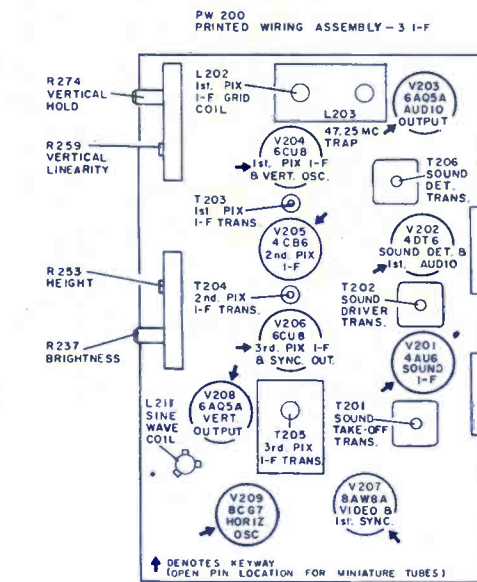 PW 200
PRINTED WIRING ASSEMBLY - 3 I-F
R274
VERTICAL
HOLD
L202
1st. PIX
I-F GRID
COIL
L203
47.25 MC
TRAP
V203
6AQ5A
AUDIO
OUTPUT
R259
VERTICAL
LINEARITY
V204
6CU8
1st. PIX I-F
& VERT. OSC.
T206
SOUND
DET.
TRANS.
T203
1st. PIX
I-F TRANS.
V205
4CB6
2nd. PIX
I-F
V202
4DT6
SOUND DET. &
1st. AUDIO
R253
HEIGHT
T204
2nd. PIX
I-F TRANS.
T202
SOUND
DRIVER
TRANS.
R237
BRIGHTNESS
V206
6CU8
3rd. PIX I-F
& SYNC. OUT.
V201
4AU6
SOUND
I-F
V208
6AQ5A
VERT
OUTPUT
L211
SINE
WAVE
COIL
T205
3rd. PIX
I-F TRANS.
T201
SOUND
TAKE-OFF
TRANS.
V209
8CG7
HORIZ
OSC
V207
8AW8A
VIDEO &
1st. SYNC.
DENOTES KEYWAY
(OPEN PIN LOCATION FOR MINIATURE TUBES)